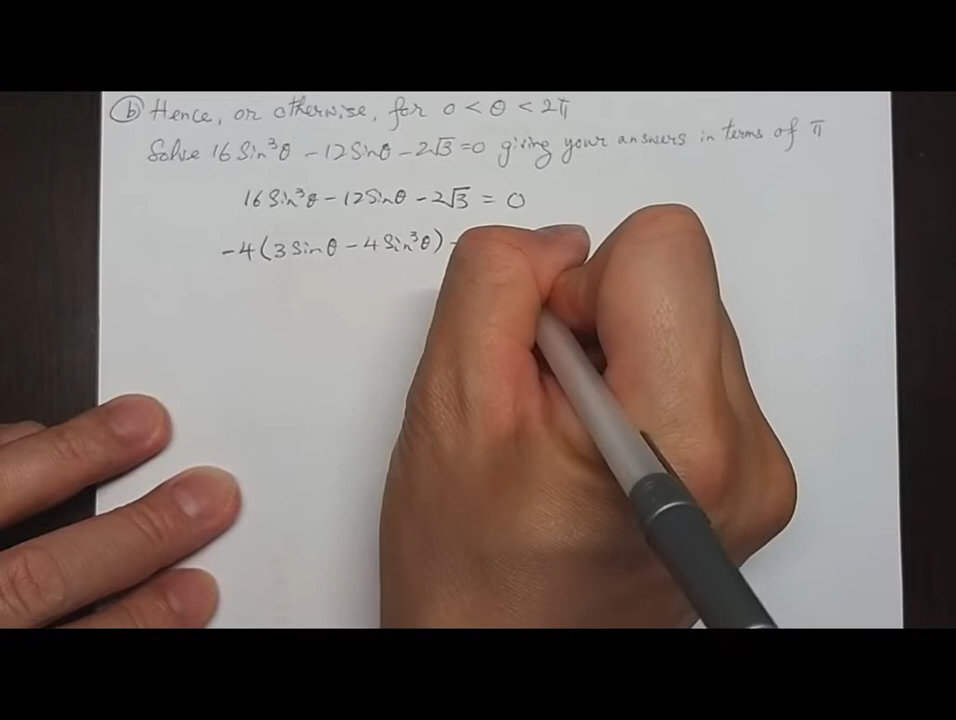 (b) Hence, or otherwise, for 0 < θ < 2π
Solve 16 Sin³θ - 12 Sinθ - 2√3 = 0 giving your answers in terms of π
16 Sin³θ - 12 Sinθ - 2√3 = 0
-4(3 Sinθ - 4 Sin³θ) -